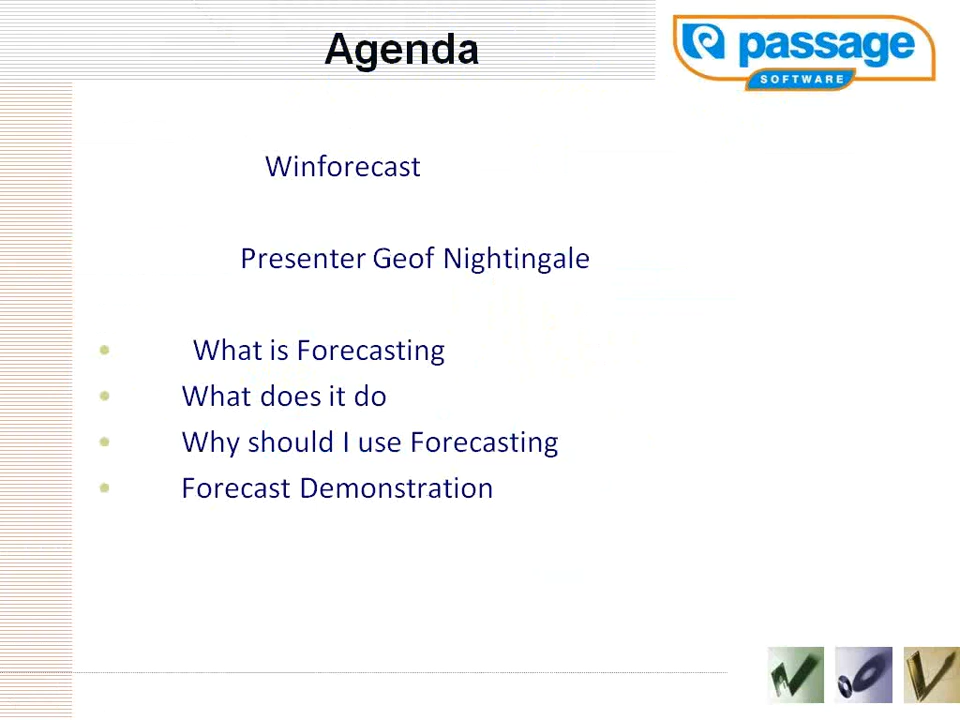 Agenda
passage
SOFTWARE
Winforecast
Presenter Geof Nightingale
What is Forecasting
What does it do
Why should I use Forecasting
Forecast Demonstration